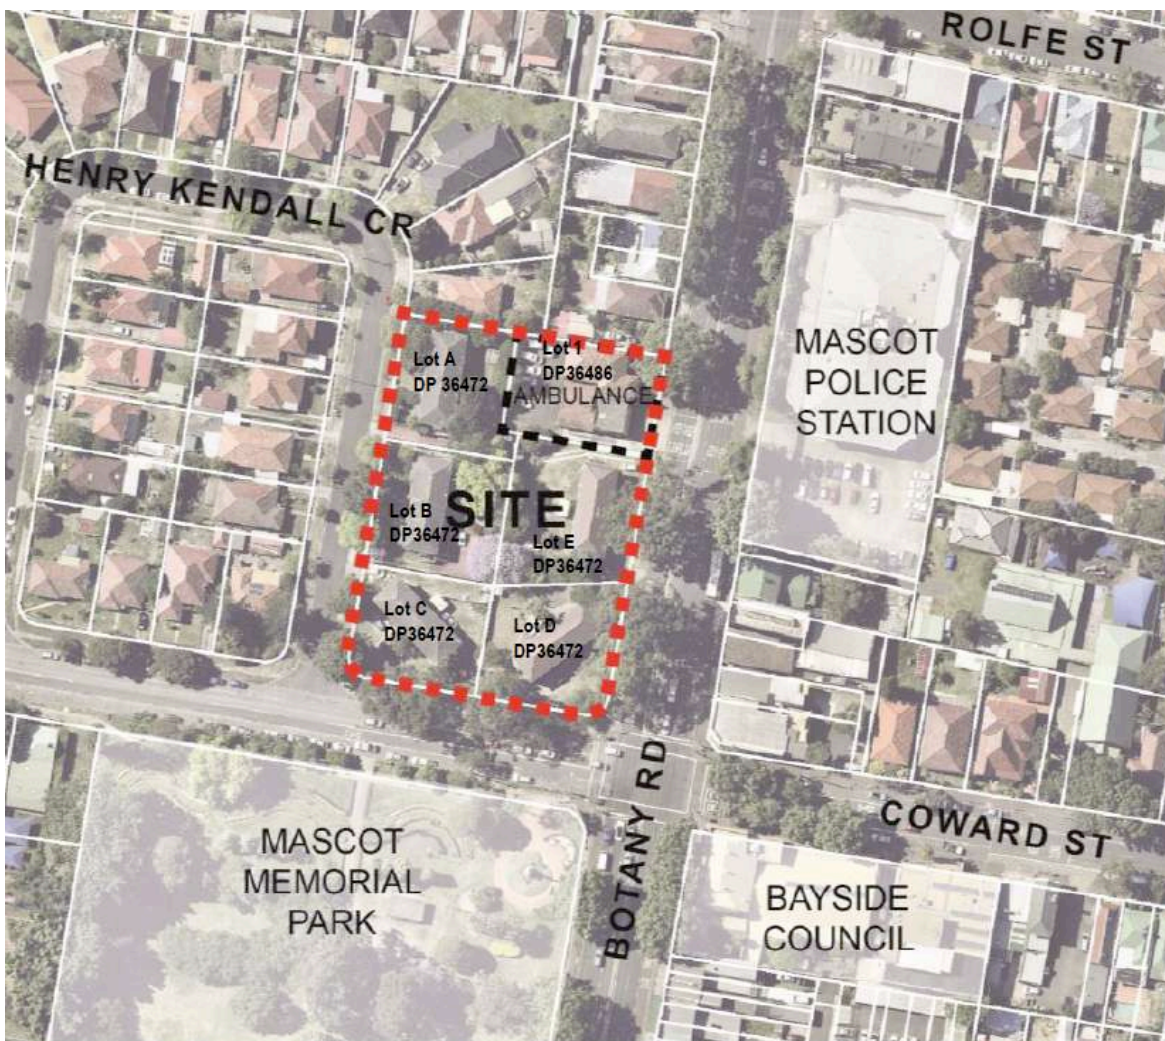 ROLFE ST
HENRY KENDALL CR
MASCOT
POLICE
STATION
Lot A
DP 36472
Lot 1
DP36486
AMBULANCE
Lot B
DP36472
SITE
Lot E
DP36472
Lot C
DP36472
Lot D
DP36472
BOTANY RD
COWARD ST
MASCOT
MEMORIAL
PARK
BAYSIDE
COUNCIL